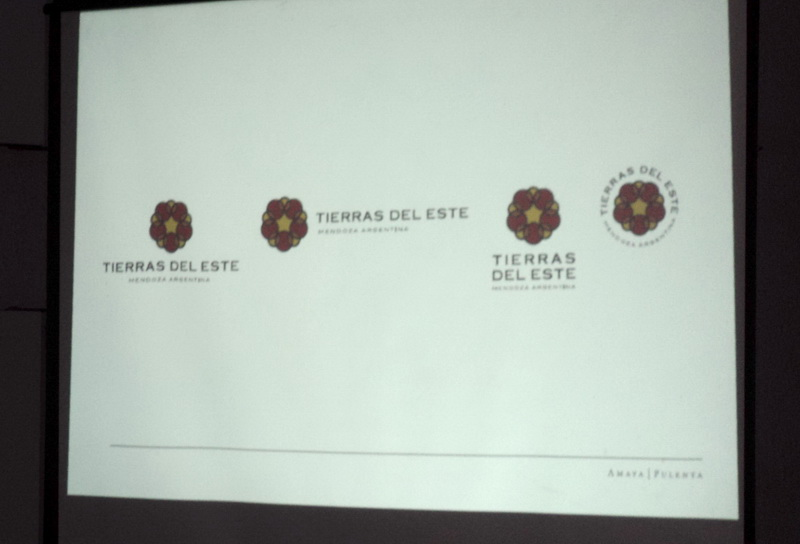 TIERRAS DEL ESTE
MENDOZA ARGENTINA
TIERRAS DEL ESTE
MENDOZA ARGENTINA
TIERRAS
DEL ESTE
MENDOZA ARGENTINA
TIERRAS DEL ESTE
MENDOZA ARGENTINA
AMAYA | PULENTA